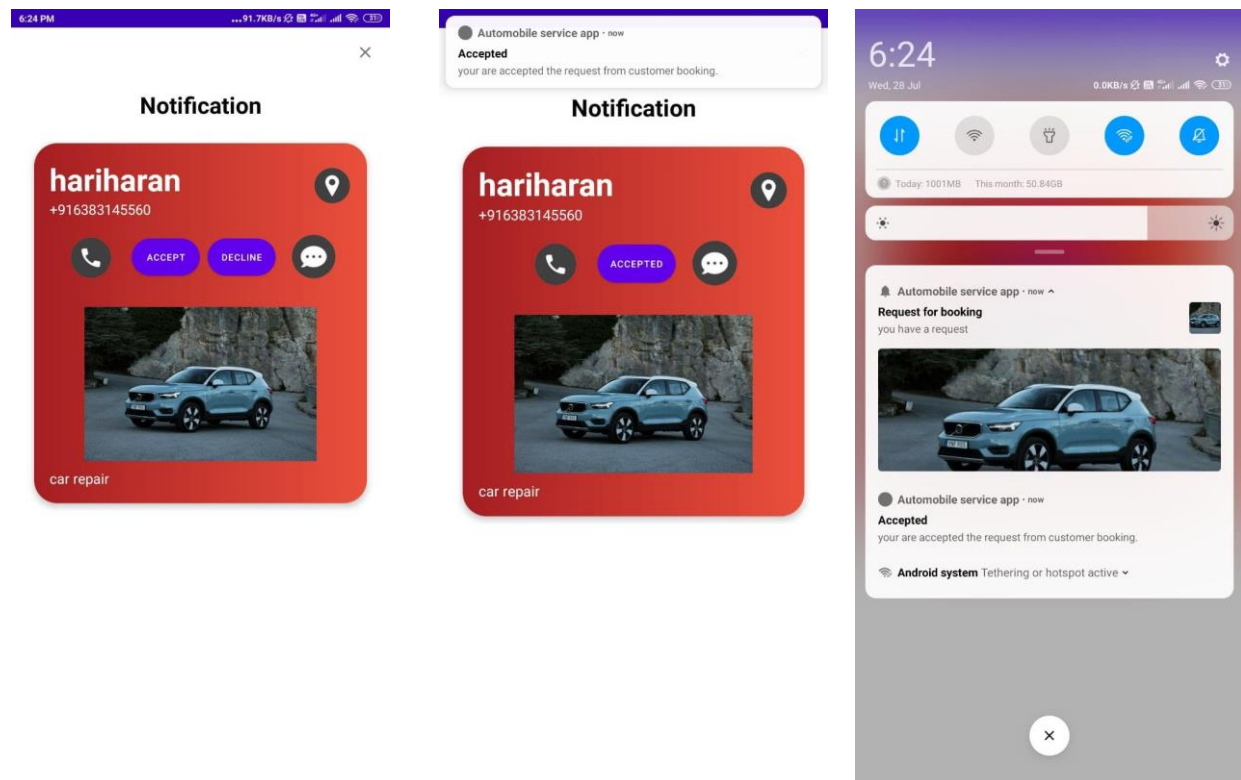 6:24 PM
...91.7KB/s
Notification
hariharan
+916383145560
ACCEPT
DECLINE
car repair
Automobile service app · now
Accepted
your are accepted the request from customer booking.
Notification
hariharan
+916383145560
ACCEPTED
car repair
6:24
Wed, 28 Jul
0.0KB/s
Today: 1001MB This month: 50.84GB
Automobile service app · now
Request for booking
you have a request
Automobile service app · now
Accepted
your are accepted the request from customer booking.
Android system Tethering or hotspot active